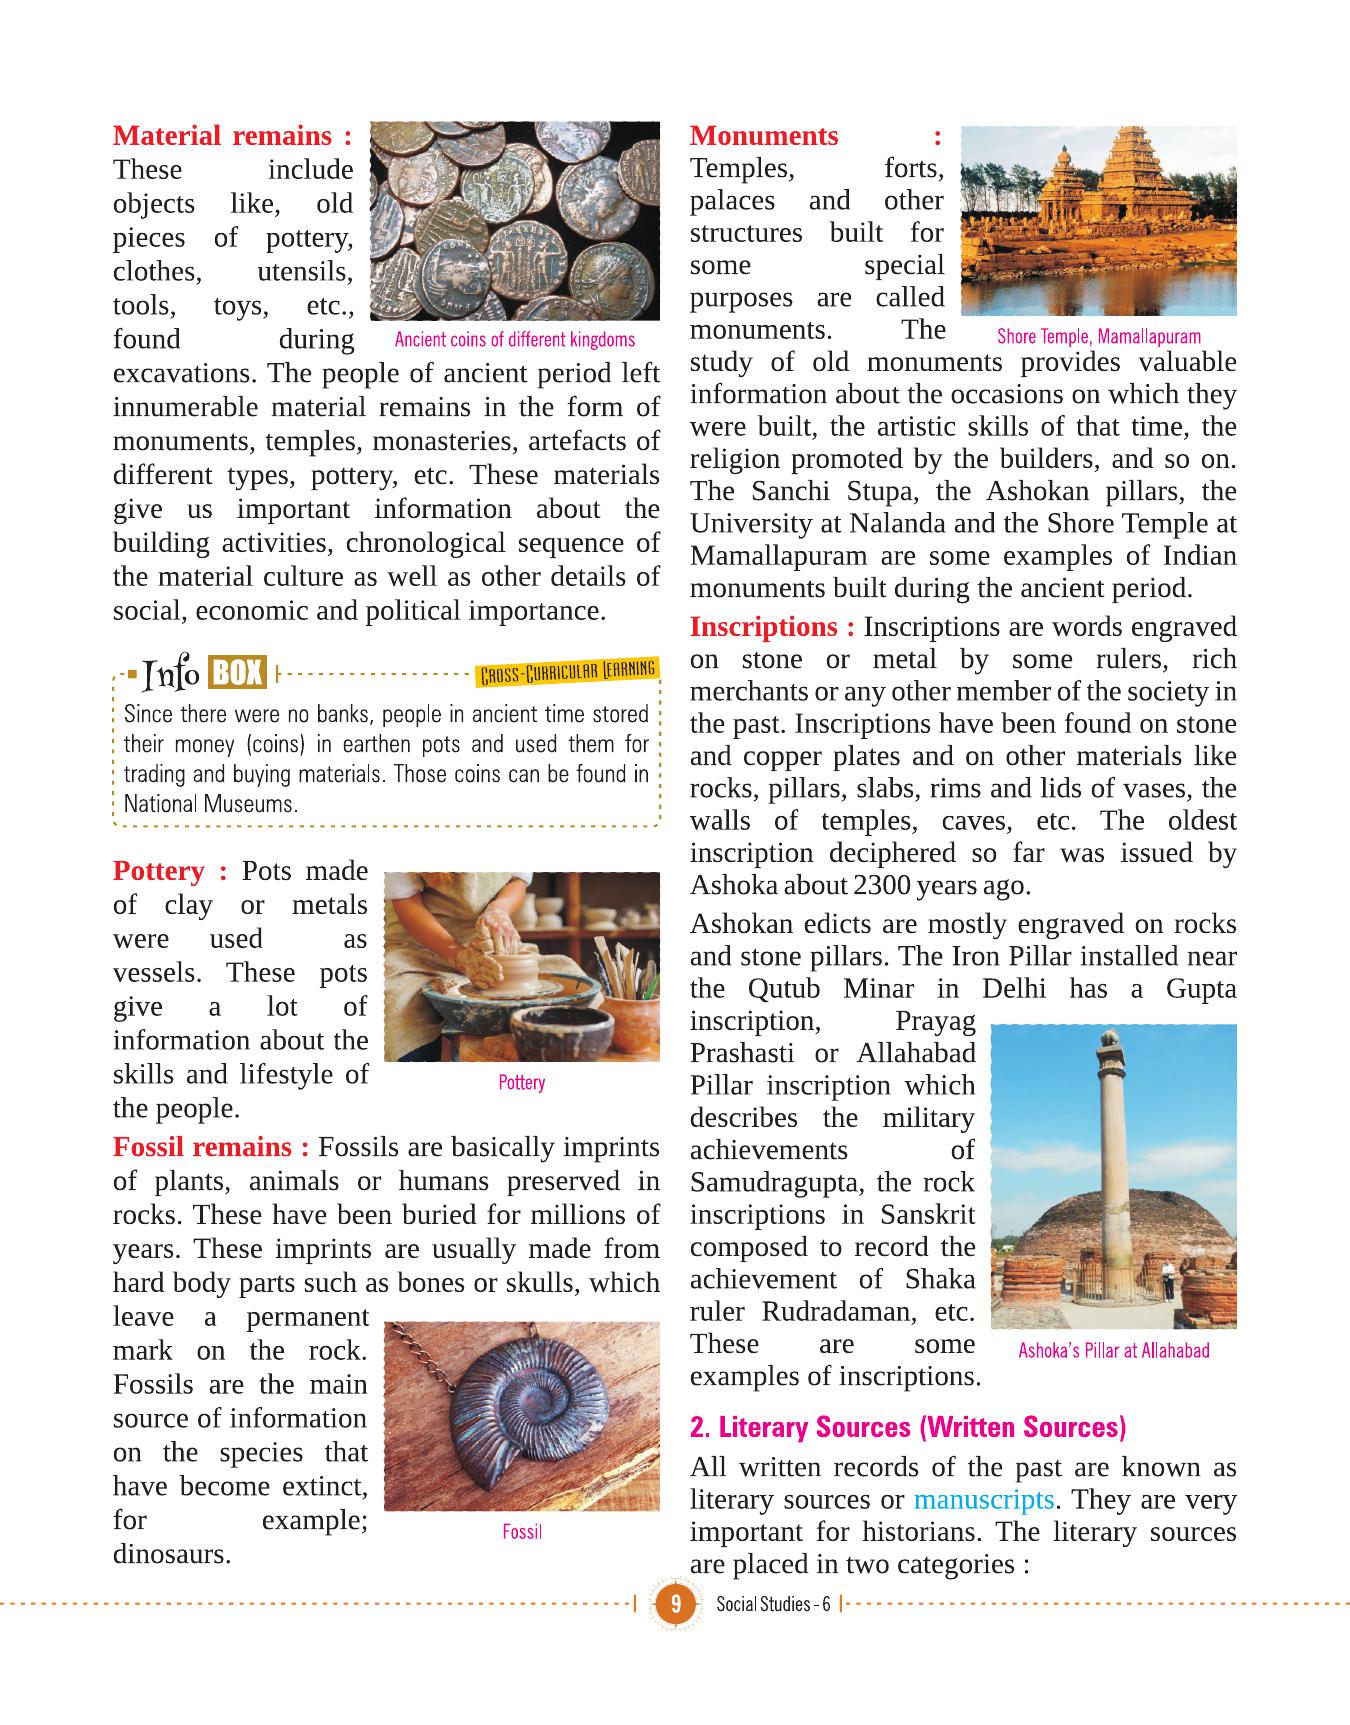 Material remains :
These include
objects like, old
pieces of pottery,
clothes, utensils,
tools, toys, etc.,
found during
Ancient coins of different kingdoms
excavations. The people of ancient period left
innumerable material remains in the form of
monuments, temples, monasteries, artefacts of
different types, pottery, etc. These materials
give us important information about the
building activities, chronological sequence of
the material culture as well as other details of
social, economic and political importance.
Info BOX
CROSS-CURRICULAR LEARNING
Since there were no banks, people in ancient time stored
their money (coins) in earthen pots and used them for
trading and buying materials. Those coins can be found in
National Museums.
Pottery : Pots made
of clay or metals
were used as
vessels. These pots
give a lot of
information about the
skills and lifestyle of
the people.
Pottery
Fossil remains : Fossils are basically imprints
of plants, animals or humans preserved in
rocks. These have been buried for millions of
years. These imprints are usually made from
hard body parts such as bones or skulls, which
leave a permanent
mark on the rock.
Fossils are the main
source of information
on the species that
have become extinct,
for example;
dinosaurs.
Fossil
Monuments :
Temples, forts,
palaces and other
structures built for
some special
purposes are called
monuments. The
Shore Temple, Mamallapuram
study of old monuments provides valuable
information about the occasions on which they
were built, the artistic skills of that time, the
religion promoted by the builders, and so on.
The Sanchi Stupa, the Ashokan pillars, the
University at Nalanda and the Shore Temple at
Mamallapuram are some examples of Indian
monuments built during the ancient period.
Inscriptions : Inscriptions are words engraved
on stone or metal by some rulers, rich
merchants or any other member of the society in
the past. Inscriptions have been found on stone
and copper plates and on other materials like
rocks, pillars, slabs, rims and lids of vases, the
walls of temples, caves, etc. The oldest
inscription deciphered so far was issued by
Ashoka about 2300 years ago.
Ashokan edicts are mostly engraved on rocks
and stone pillars. The Iron Pillar installed near
the Qutub Minar in Delhi has a Gupta
inscription, Prayag
Prashasti or Allahabad
Pillar inscription which
describes the military
achievements of
Samudragupta, the rock
inscriptions in Sanskrit
composed to record the
achievement of Shaka
ruler Rudradaman, etc.
These are some
examples of inscriptions.
Ashoka's Pillar at Allahabad
2. Literary Sources (Written Sources)
All written records of the past are known as
literary sources or manuscripts. They are very
important for historians. The literary sources
are placed in two categories :
9 Social Studies - 6